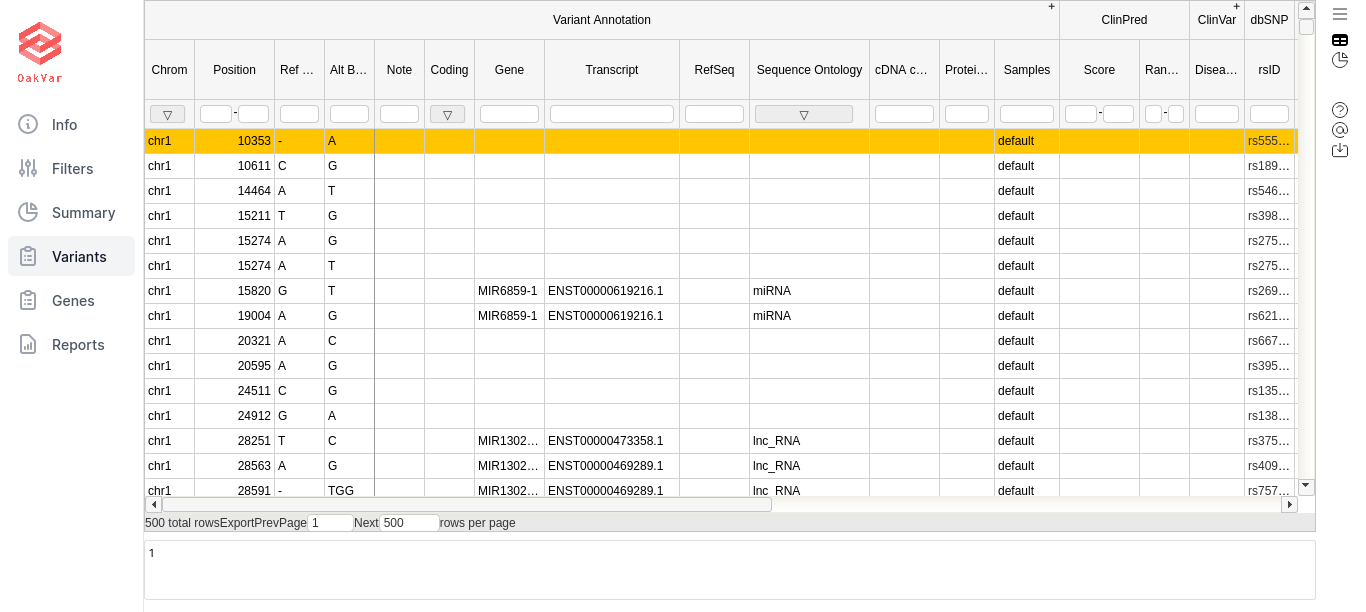 Variant Annotation + ClinPred + ClinVar dbSNP
Chrom Position Ref ... Alt B... Note Coding Gene Transcript RefSeq Sequence Ontology cDNA c... Protei... Samples Score Ran... Disea... rsID
▽ - ▽ ▽ - -
chr1 10353 - A default rs555...
chr1 10611 C G default rs189...
chr1 14464 A T default rs546...
chr1 15211 T G default rs398...
chr1 15274 A G default rs275...
chr1 15274 A T default rs275...
chr1 15820 G T MIR6859-1 ENST00000619216.1 miRNA default rs269...
chr1 19004 A G MIR6859-1 ENST00000619216.1 miRNA default rs621...
chr1 20321 A C default rs667...
chr1 20595 A G default rs395...
chr1 24511 C G default rs135...
chr1 24912 G A default rs138...
chr1 28251 T C MIR1302... ENST00000473358.1 lnc_RNA default rs375...
chr1 28563 A G MIR1302... ENST00000469289.1 lnc_RNA default rs409...
chr1 28591 - TGG MIR1302... ENST00000469289.1 lnc_RNA default rs757...
500 total rows Export Prev Page 1 Next 500 rows per page
1
OakVar
Info
Filters
Summary
Variants
Genes
Reports